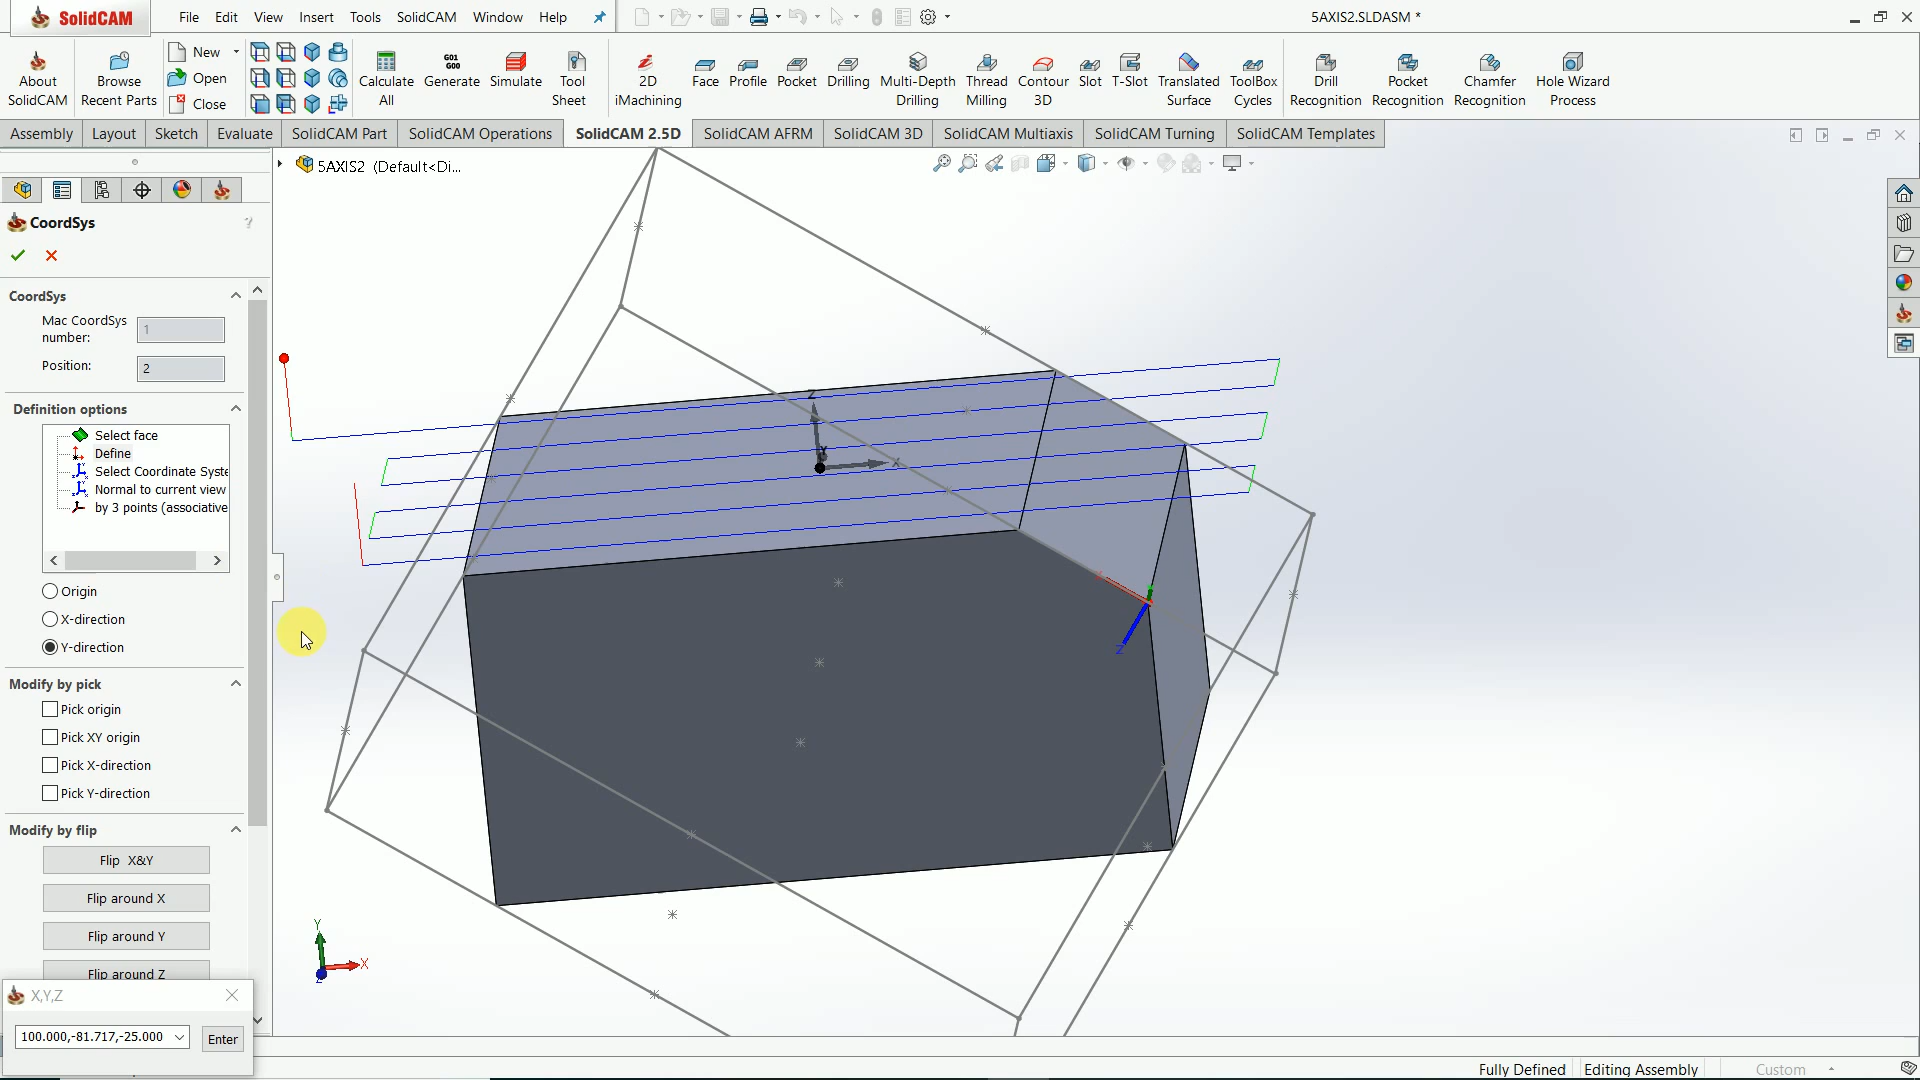 SOLIDCAM File Edit View Insert Tools SolidCAM Window Help 5AXIS2.SLDASM *
About SolidCAM
Browse Recent Parts
New
Open
Close
Calculate All
G01 G00
Generate
Simulate
Tool Sheet
2D iMachining
Face
Profile
Pocket
Drilling
Multi-Depth Drilling
Thread Milling
Contour 3D
Slot
T-Slot
Translated Surface
ToolBox Cycles
Drill Recognition
Pocket Recognition
Chamfer Recognition
Hole Wizard Process
Assembly Layout Sketch Evaluate SolidCAM Part SolidCAM Operations SolidCAM 2.5D SolidCAM AFRM SolidCAM 3D SolidCAM Multiaxis SolidCAM Turning SolidCAM Templates
5AXIS2 (Default<Di...
CoordSys ?
CoordSys
Mac CoordSys number: 1
Position: 2
Definition options
Select face
Define
Select Coordinate Syste
Normal to current view
by 3 points (associative
Origin
X-direction
Y-direction
Modify by pick
Pick origin
Pick XY origin
Pick X-direction
Pick Y-direction
Modify by flip
Flip X&Y
Flip around X
Flip around Y
Flip around Z
X,Y,Z
100.000,-81.717,-25.000 Enter
Z
X
Z
Y
X
Z
Fully Defined Editing Assembly Custom